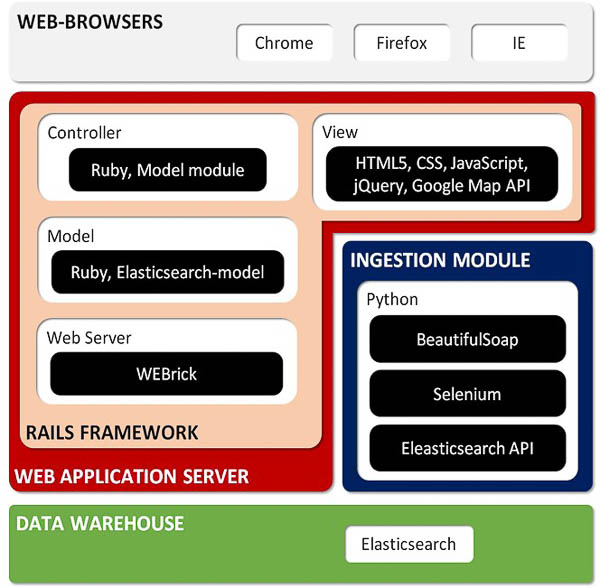 WEB-BROWSERS
Chrome
Firefox
IE
Controller
Ruby, Model module
View
HTML5, CSS, JavaScript,
jQuery, Google Map API
Model
Ruby, Elasticsearch-model
Web Server
WEBrick
RAILS FRAMEWORK
WEB APPLICATION SERVER
INGESTION MODULE
Python
BeautifulSoap
Selenium
Eleasticsearch API
DATA WAREHOUSE
Elasticsearch